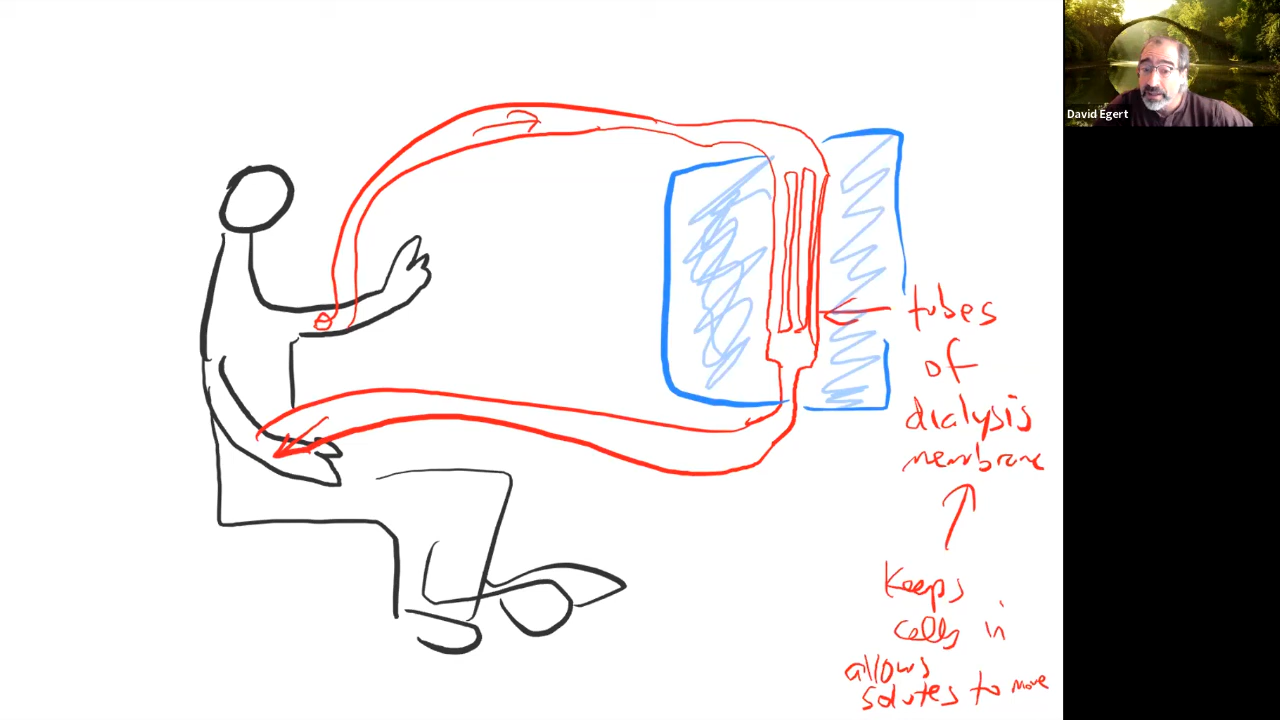 David Egert
tubes
of
dialysis
membrane
Keeps
cells in
allows
solutes to move